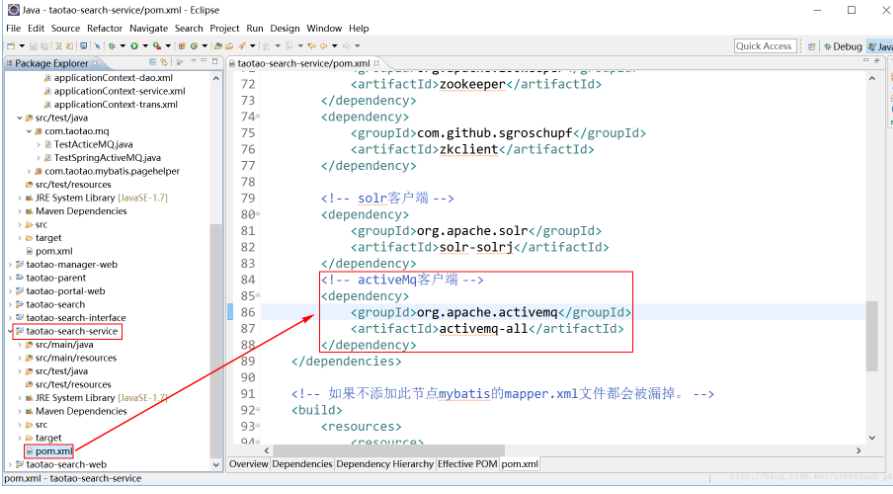 Java - taotao-search-service/pom.xml - Eclipse
File Edit Source Refactor Navigate Search Project Run Design Window Help
Quick Access
Debug
Java
Package Explorer
taotao-search-service/pom.xml
applicationContext-dao.xml
applicationContext-service.xml
applicationContext-trans.xml
src/test/java
com.taotao.mq
TestActiceMQ.java
TestSpringActiveMQ.java
com.taotao.mybatis.pagehelper
src/test/resources
JRE System Library [JavaSE-1.7]
Maven Dependencies
src
target
pom.xml
taotao-manager-web
taotao-parent
taotao-portal-web
taotao-search
taotao-search-interface
taotao-search-service
src/main/java
src/main/resources
src/test/java
src/test/resources
JRE System Library [JavaSE-1.7]
Maven Dependencies
src
target
pom.xml
taotao-search-web
72 <artifactId>zookeeper</artifactId>
73 </dependency>
74 <dependency>
75 <groupId>com.github.sgroschupf</groupId>
76 <artifactId>zkclient</artifactId>
77 </dependency>
78
79 <!-- solr客户端 -->
80 <dependency>
81 <groupId>org.apache.solr</groupId>
82 <artifactId>solr-solrj</artifactId>
83 </dependency>
84 <!-- activeMq客户端 -->
85 <dependency>
86 <groupId>org.apache.activemq</groupId>
87 <artifactId>activemq-all</artifactId>
88 </dependency>
89 </dependencies>
90
91 <!-- 如果不添加此节点mybatis的mapper.xml文件都会被漏掉。 -->
92 <build>
93 <resources>
94 <resource>
Overview Dependencies Dependency Hierarchy Effective POM pom.xml
pom.xml - taotao-search-service